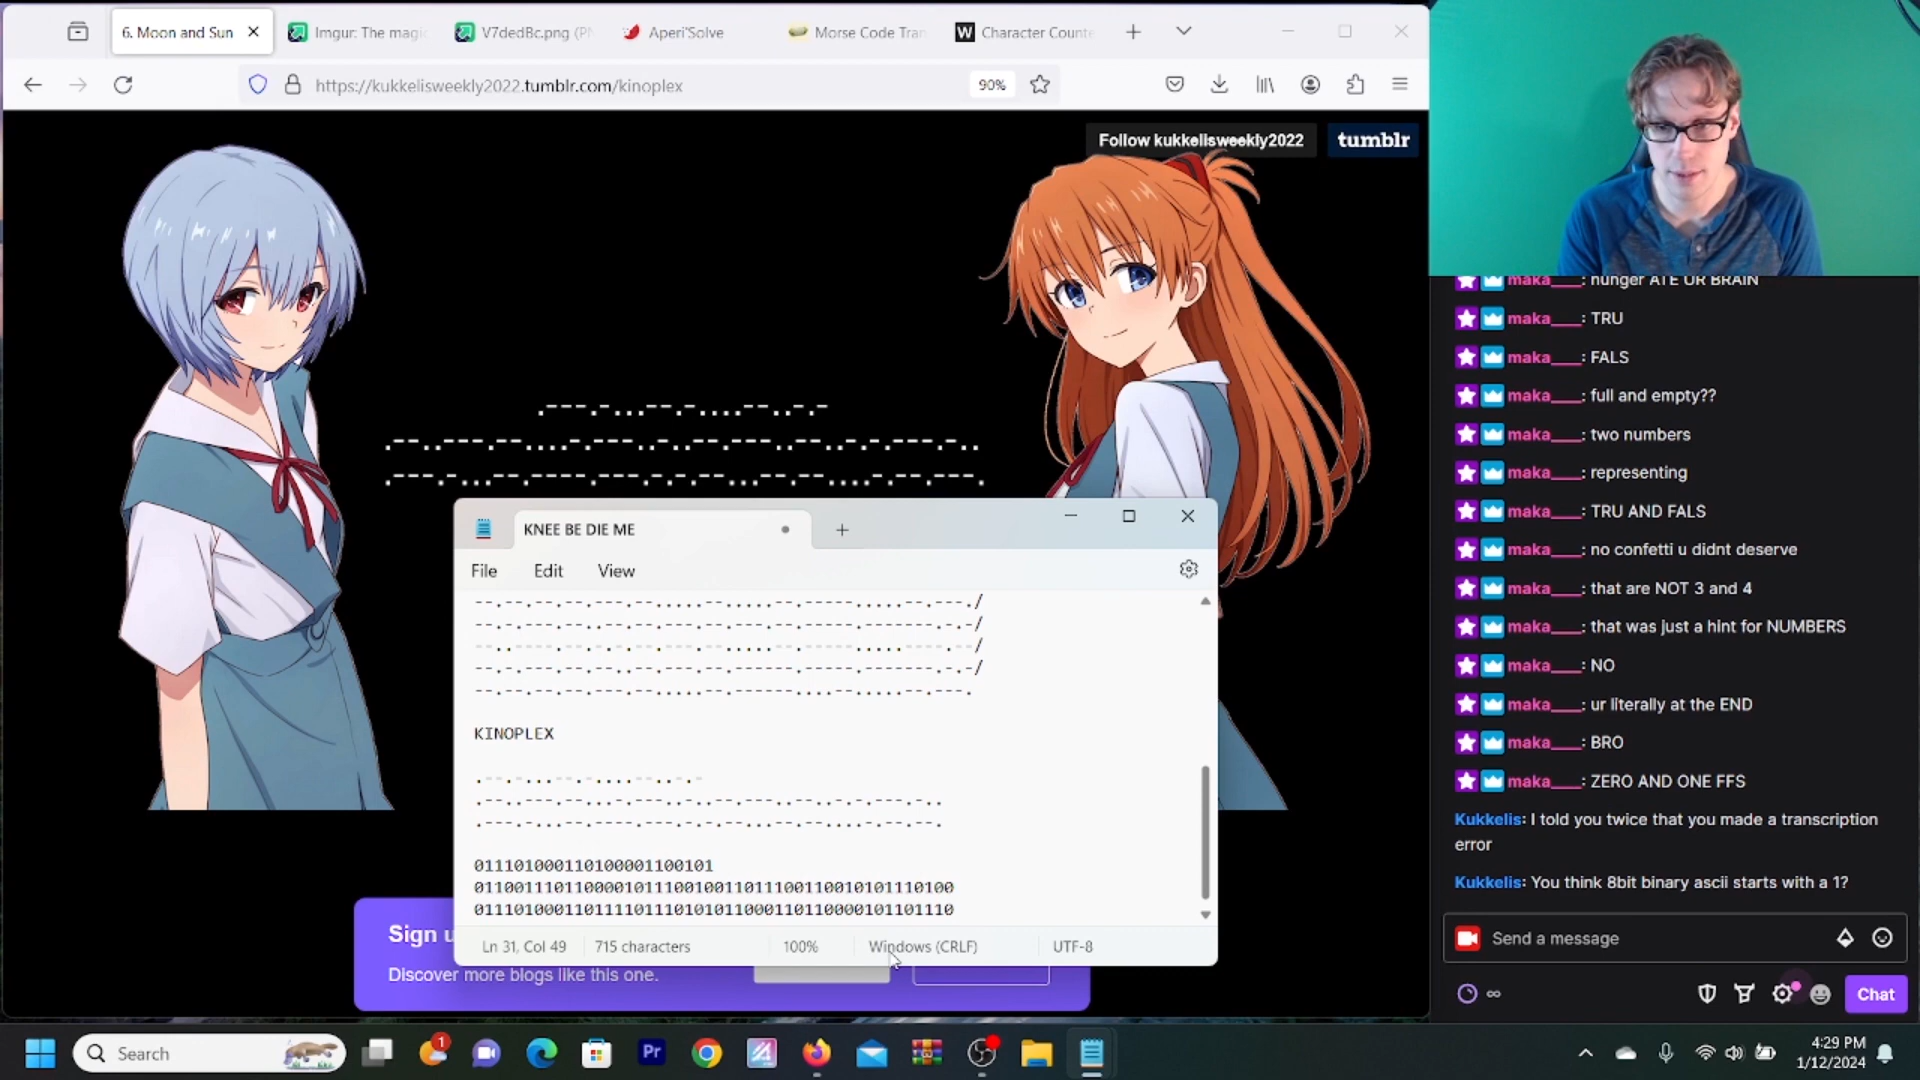 6. Moon and Sun
Imgur: The magic
V7dedBc.png (PN
Aperi'Solve
Morse Code Tran
W Character Counte
https://kukkelisweekly2022.tumblr.com/kinoplex
90%
Follow kukkelisweekly2022
tumblr
KNEE BE DIE ME
File Edit View
KINOPLEX
011101000110100001100101
011001110110000101110010011011100110010101110100
011101000110111101110101011000110110000101101110
Ln 31, Col 49
715 characters
100%
Windows (CRLF)
UTF-8
Sign u
Discover more blogs like this one.
maka___: hunger ATE UR BRAIN
maka___: TRU
maka___: FALS
maka___: full and empty??
maka___: two numbers
maka___: representing
maka___: TRU AND FALS
maka___: no confetti u didnt deserve
maka___: that are NOT 3 and 4
maka___: that was just a hint for NUMBERS
maka___: NO
maka___: ur literally at the END
maka___: BRO
maka___: ZERO AND ONE FFS
Kukkelis: I told you twice that you made a transcription
error
Kukkelis: You think 8bit binary ascii starts with a 1?
Send a message
Chat
Search
1
Pr
4:29 PM
1/12/2024